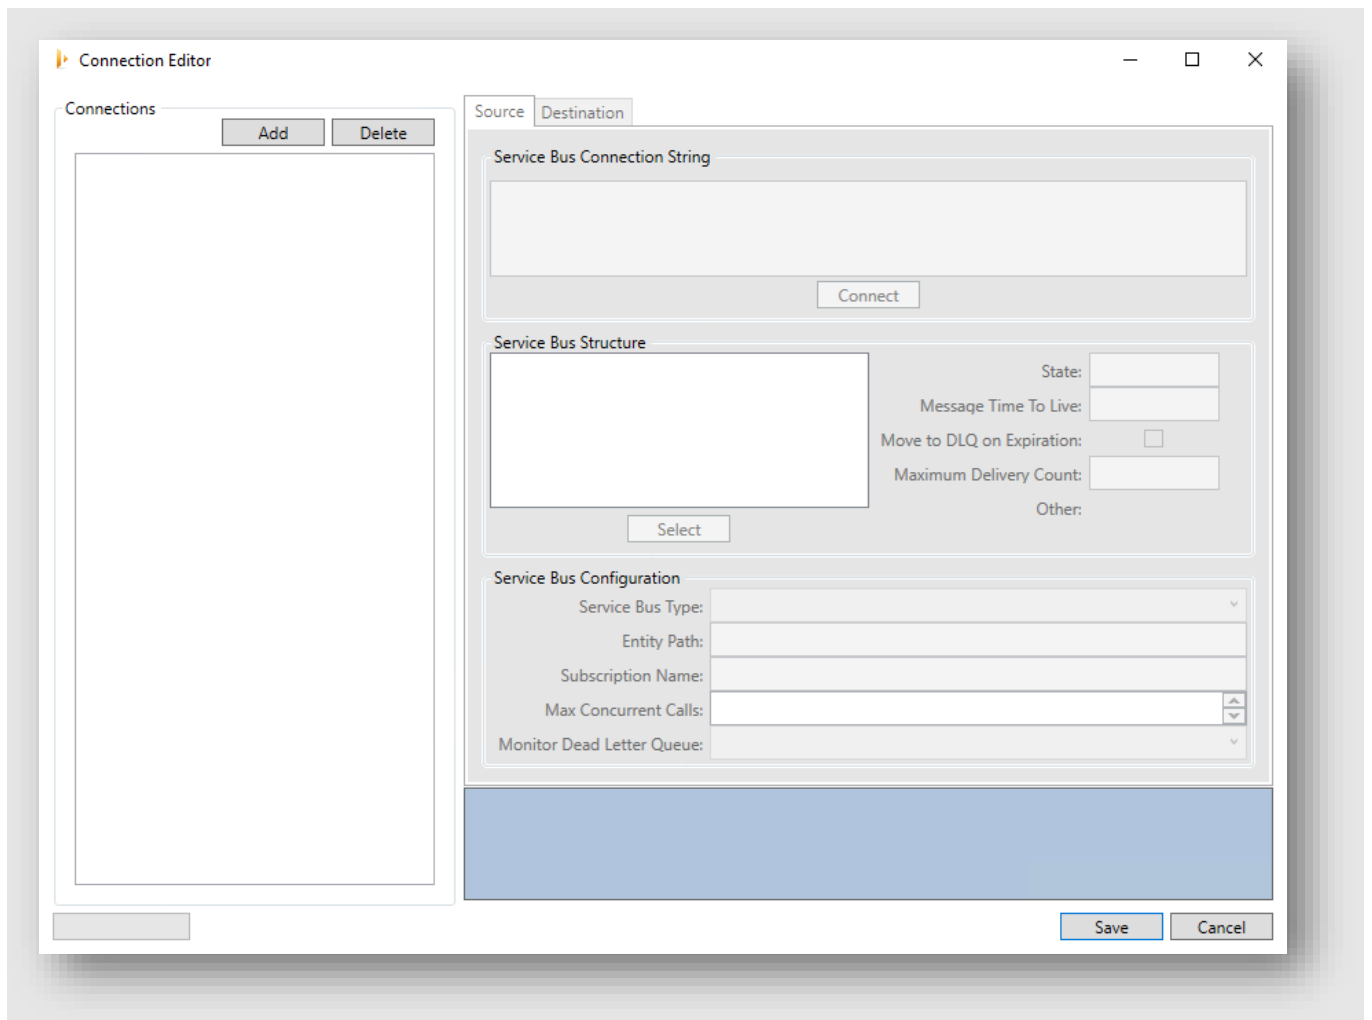 Connection Editor
Connections
Add
Delete
Source
Destination
Service Bus Connection String
Connect
Service Bus Structure
State:
Message Time To Live:
Move to DLQ on Expiration:
Maximum Delivery Count:
Other:
Select
Service Bus Configuration
Service Bus Type:
Entity Path:
Subscription Name:
Max Concurrent Calls:
Monitor Dead Letter Queue:
Save
Cancel